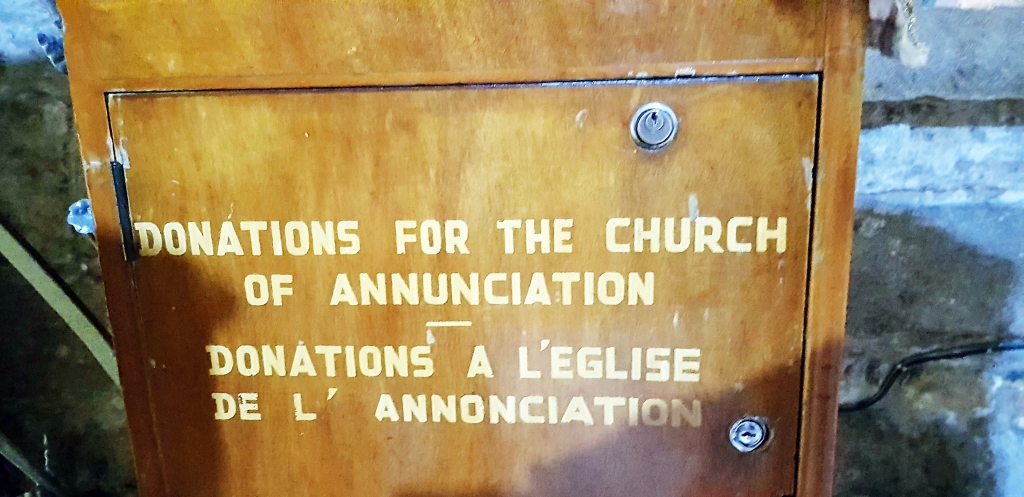 DONATIONS FOR THE CHURCH
OF ANNUNCIATION
—
DONATIONS A L'EGLISE
DE L' ANNONCIATION